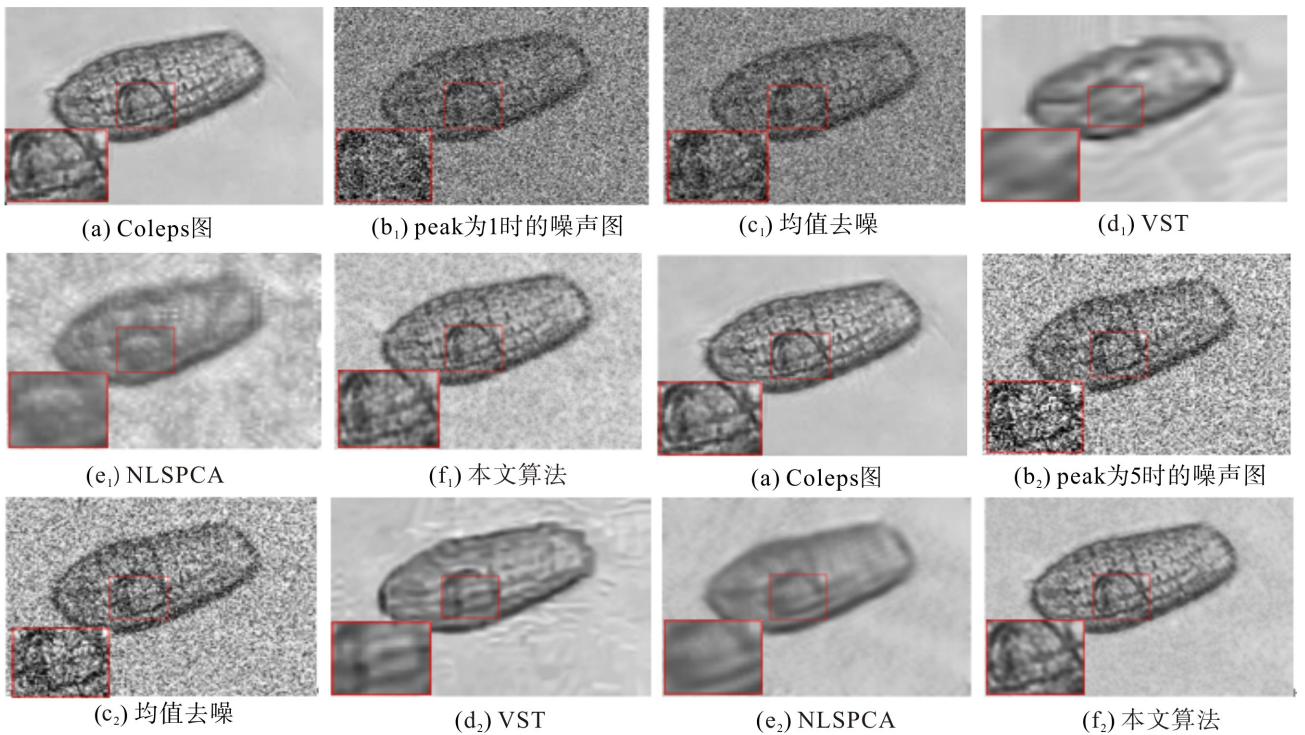 (a) Coleps图
(b₁) peak为1时的噪声图
(c₁) 均值去噪
(d₁) VST
(e₁) NLSPCA
(f₁) 本文算法
(a) Coleps图
(b₂) peak为5时的噪声图
(c₂) 均值去噪
(d₂) VST
(e₂) NLSPCA
(f₂) 本文算法